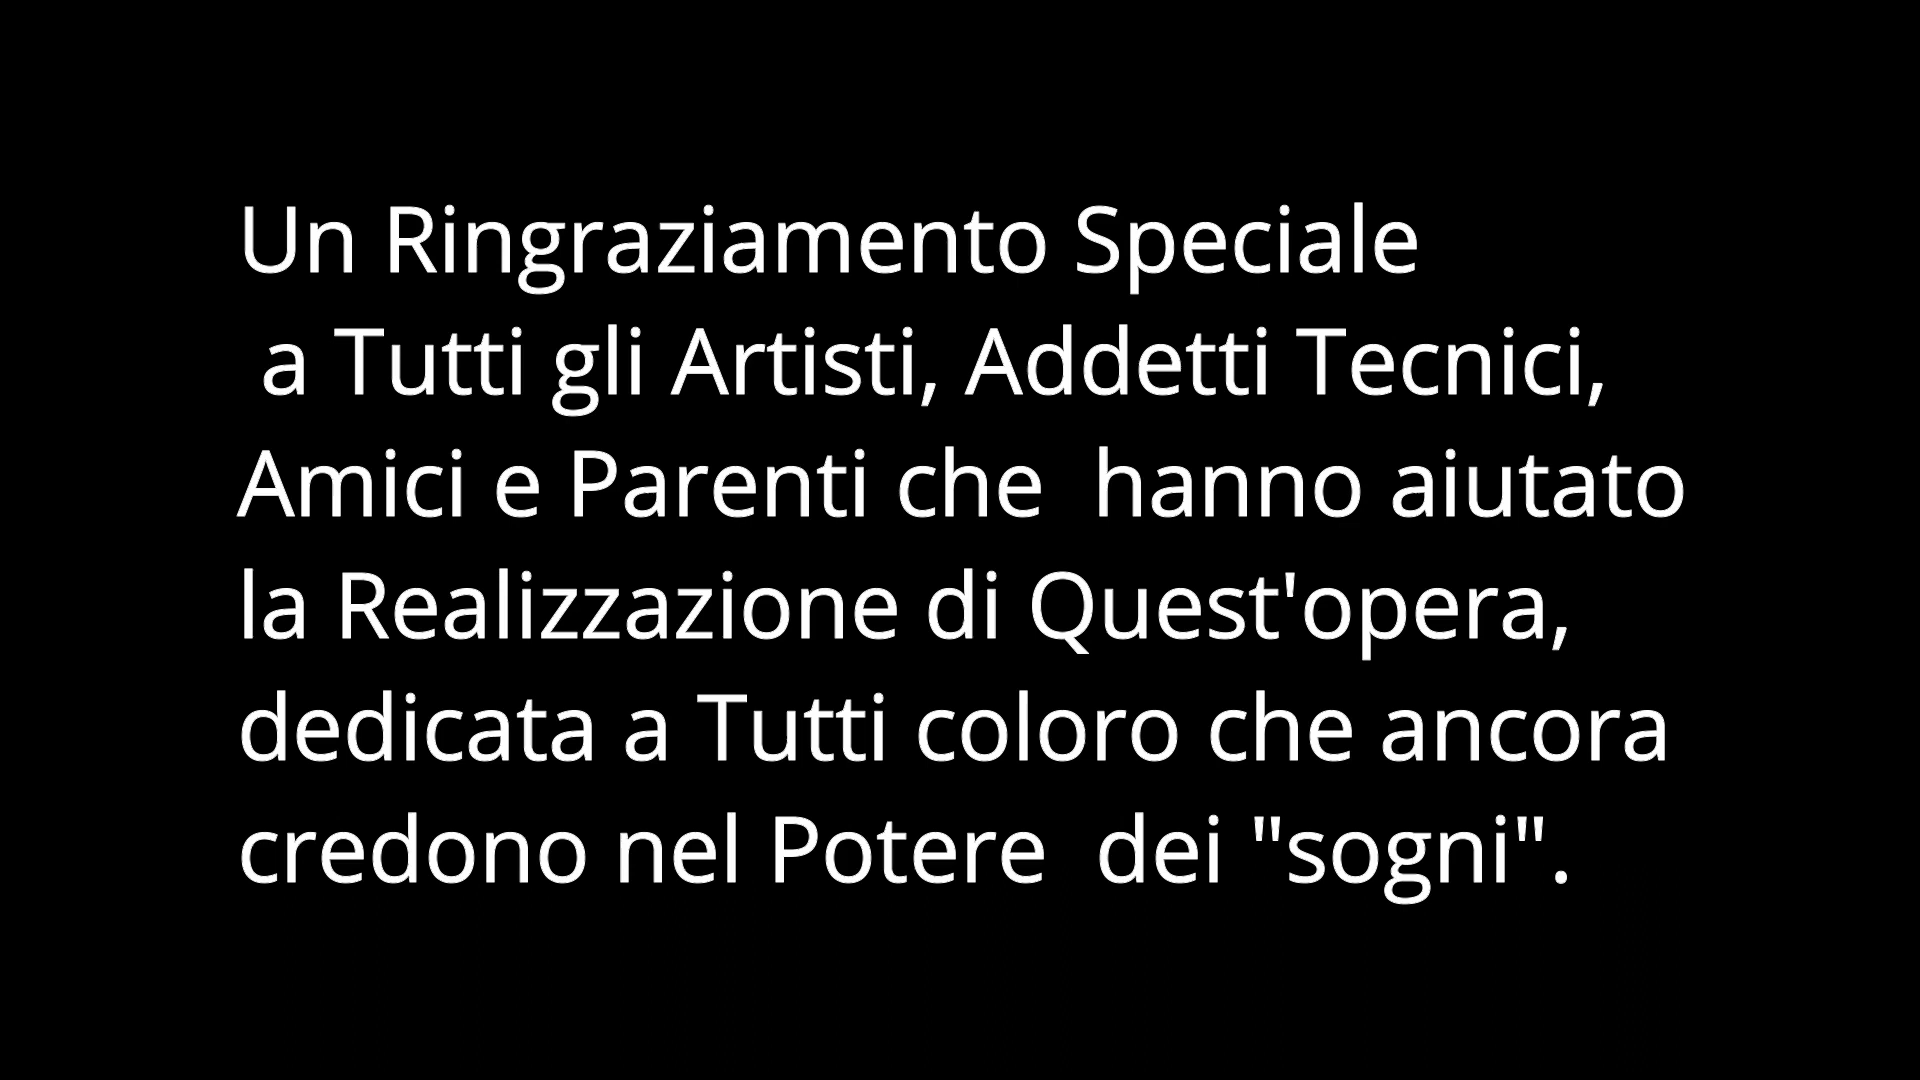 Un Ringraziamento Speciale
a Tutti gli Artisti, Addetti Tecnici,
Amici e Parenti che  hanno aiutato
la Realizzazione di Quest'opera,
dedicata a Tutti coloro che ancora
credono nel Potere  dei "sogni".